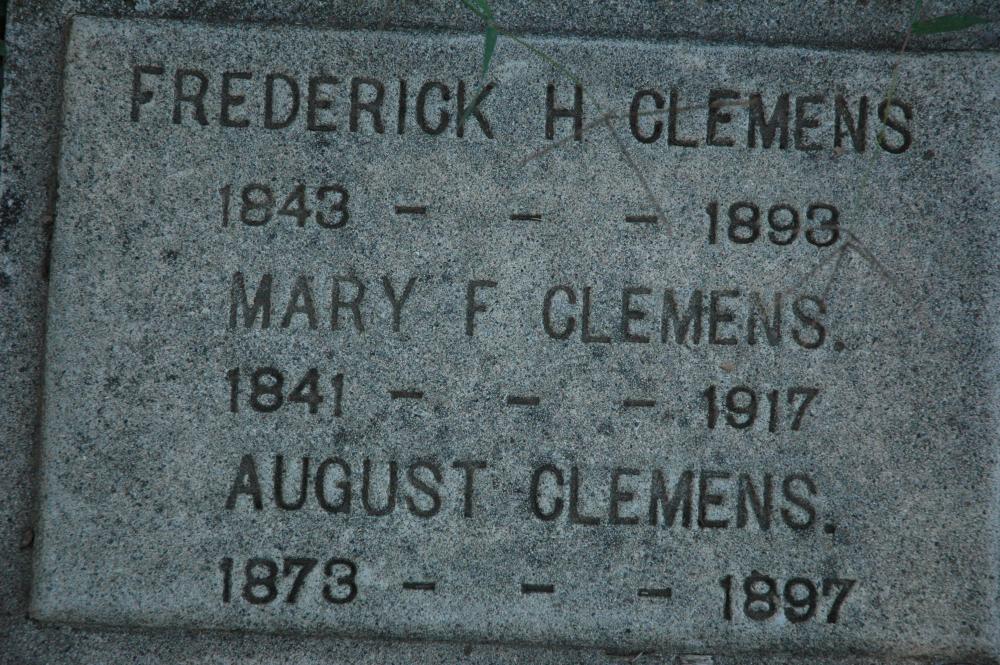 FREDERICK H CLEMENS.
1843 - - - 1893
MARY F CLEMENS.
1841 - - - 1917
AUGUST CLEMENS.
1873 - - - 1897